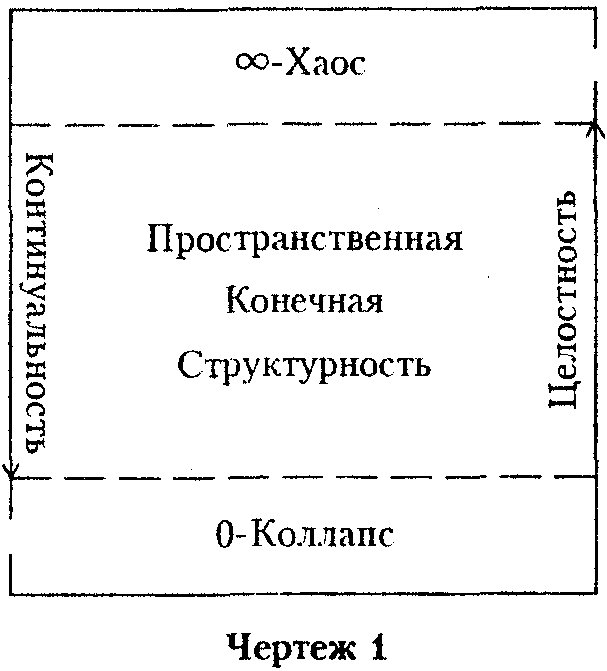 ∞-Хаос
Континуальность
Пространственная
Конечная
Структурность
Целостность
0-Коллапс
Чертеж 1